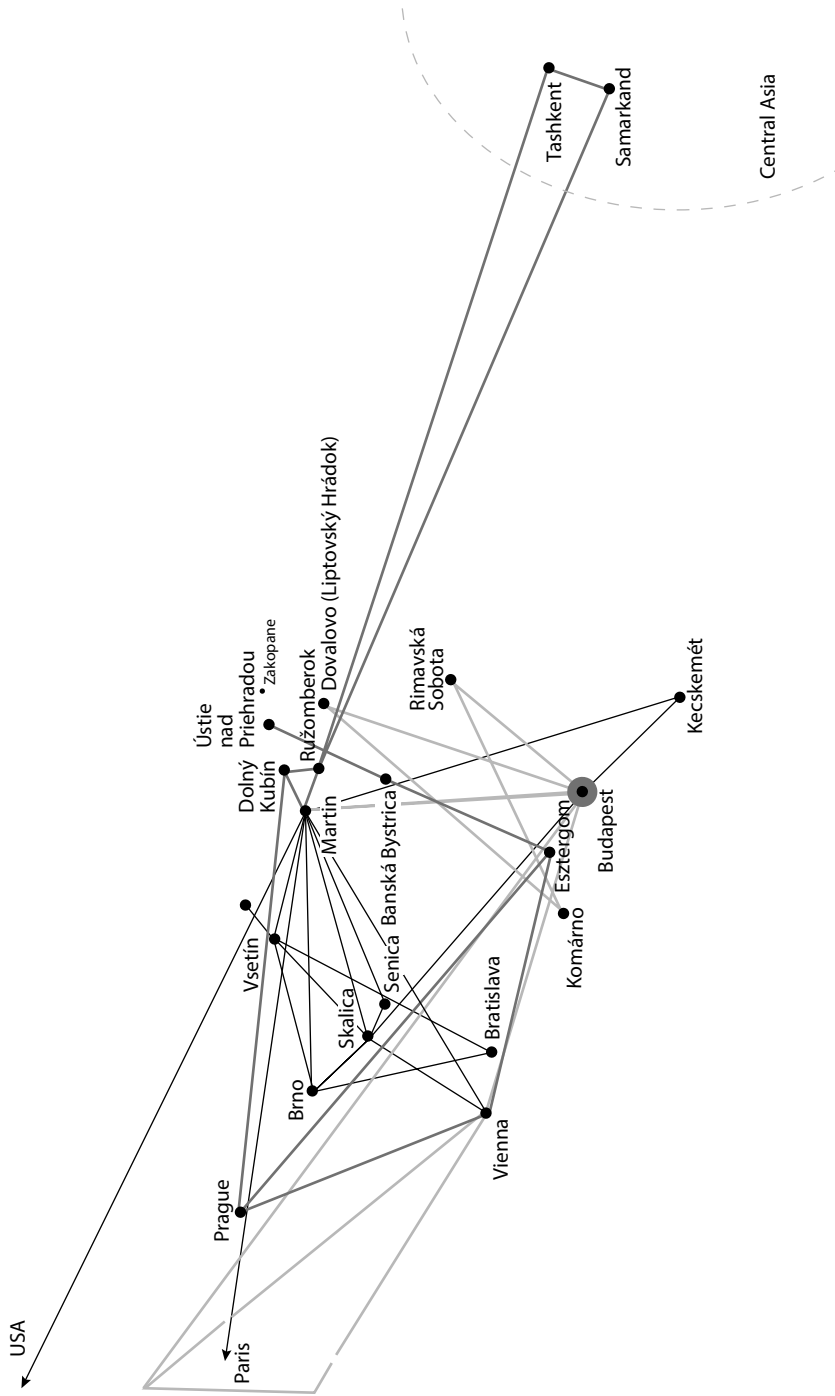 USA
Paris
Prague
Brno
Vienna
Vsetín
Skalica
Senica
Bratislava
Komárno
Martin
Banská Bystrica
Esztergom
Budapest
Dolný
Kubín
Ústie
nad
Priehradou
Zakopane
Ružomberok
Dovalovo (Liptovský Hrádok)
Rimavská
Sobota
Kecskemét
Tashkent
Samarkand
Central Asia